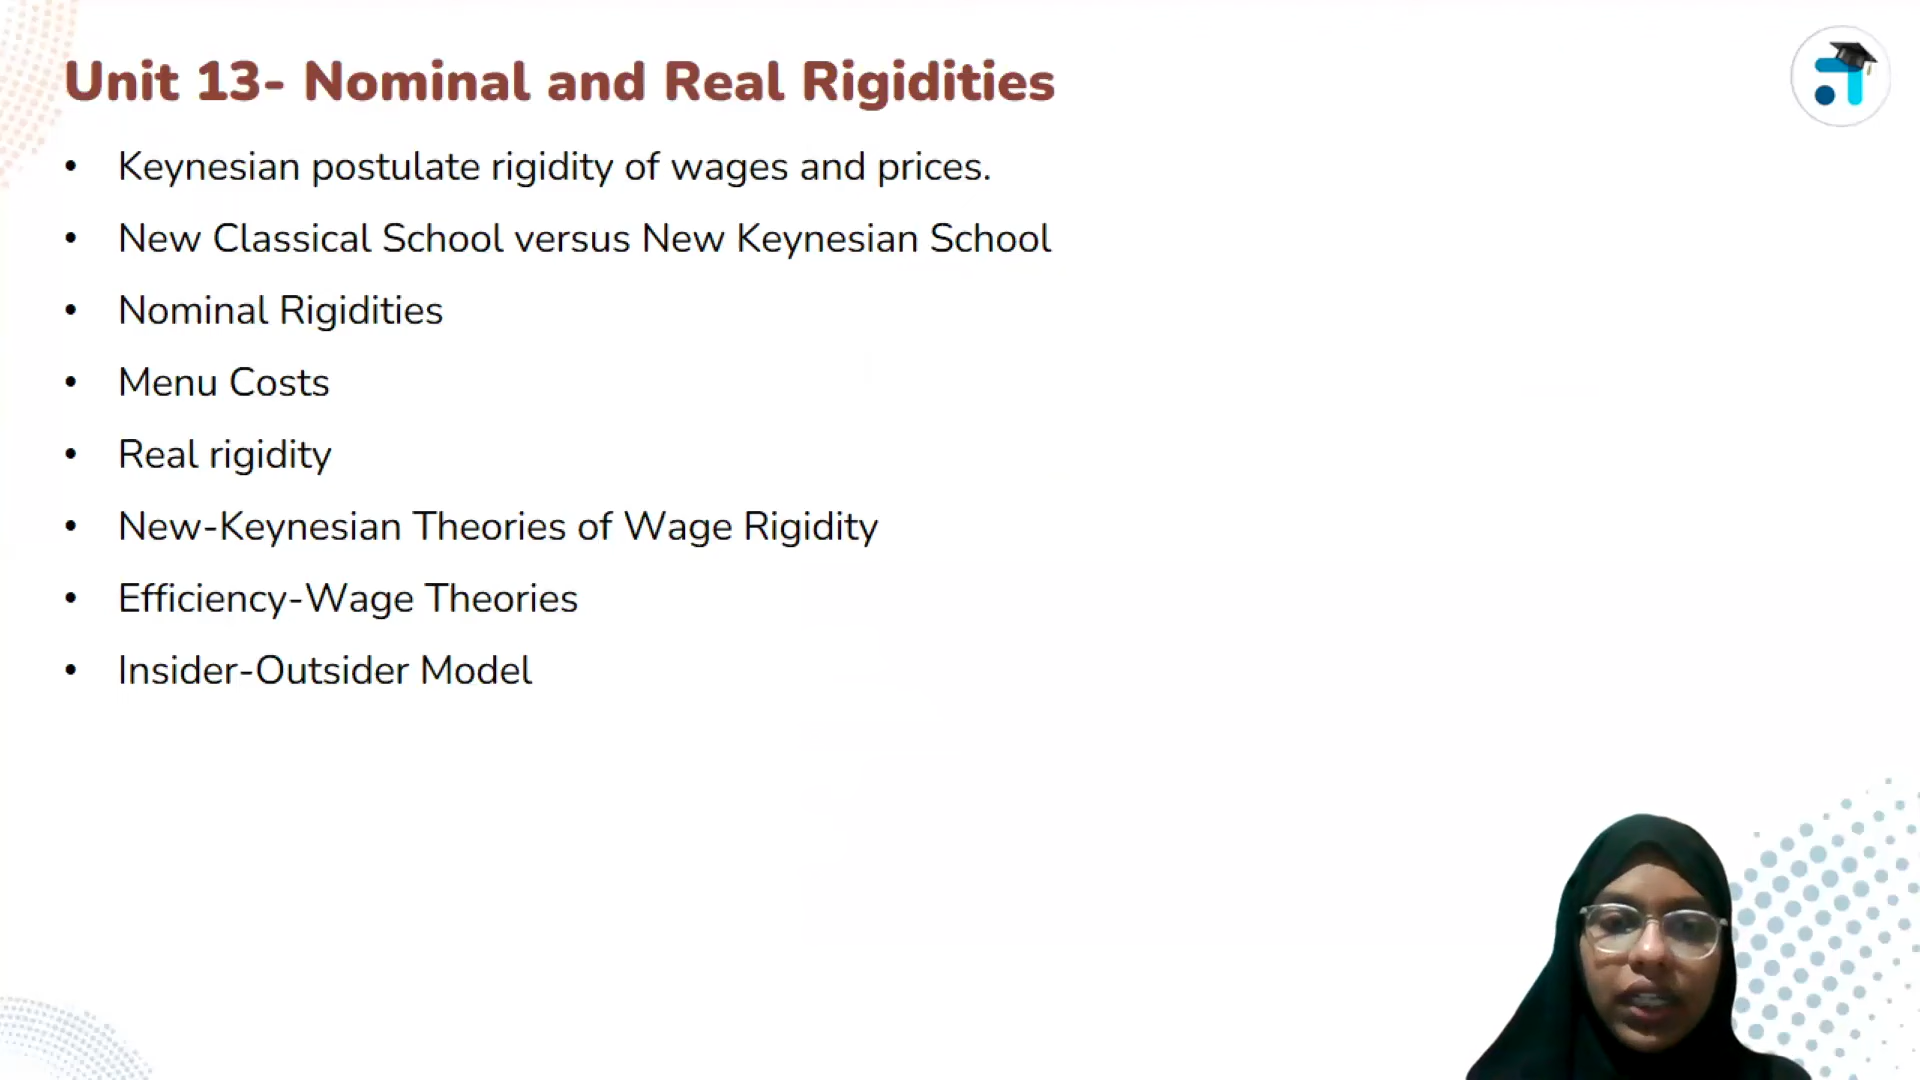 Unit 13- Nominal and Real Rigidities
• Keynesian postulate rigidity of wages and prices.
• New Classical School versus New Keynesian School
• Nominal Rigidities
• Menu Costs
• Real rigidity
• New-Keynesian Theories of Wage Rigidity
• Efficiency-Wage Theories
• Insider-Outsider Model